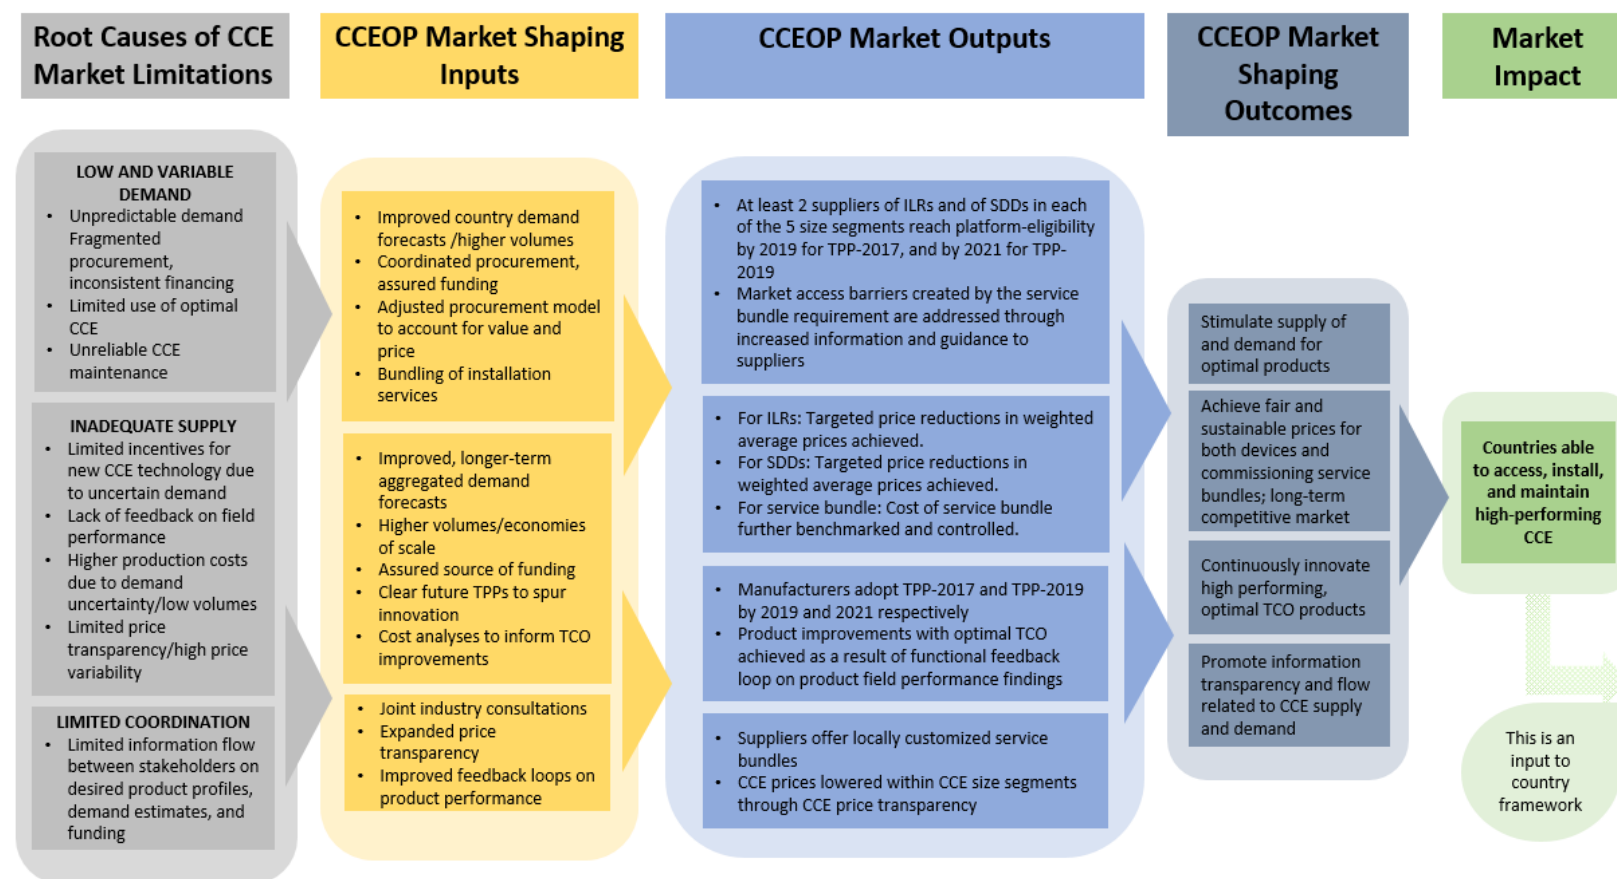 Root Causes of CCE
Market Limitations
CCEOP Market Shaping
Inputs
CCEOP Market Outputs
CCEOP Market
Shaping
Outcomes
Market
Impact
LOW AND VARIABLE
DEMAND
• Unpredictable demand
Fragmented
procurement,
inconsistent financing
• Limited use of optimal
CCE
• Unreliable CCE
maintenance
INADEQUATE SUPPLY
• Limited incentives for
new CCE technology due
to uncertain demand
• Lack of feedback on field
performance
• Higher production costs
due to demand
uncertainty/low volumes
• Limited price
transparency/high price
variability
LIMITED COORDINATION
• Limited information flow
between stakeholders on
desired product profiles,
demand estimates, and
funding
• Improved country demand
forecasts /higher volumes
• Coordinated procurement,
assured funding
• Adjusted procurement model
to account for value and
price
• Bundling of installation
services
• Improved, longer-term
aggregated demand
forecasts
• Higher volumes/economies
of scale
• Assured source of funding
• Clear future TPPs to spur
innovation
• Cost analyses to inform TCO
improvements
• Joint industry consultations
• Expanded price
transparency
• Improved feedback loops on
product performance
• At least 2 suppliers of ILRs and of SDDs in each
of the 5 size segments reach platform-eligibility
by 2019 for TPP-2017, and by 2021 for TPP-
2019
• Market access barriers created by the service
bundle requirement are addressed through
increased information and guidance to
suppliers
• For ILRs: Targeted price reductions in weighted
average prices achieved.
• For SDDs: Targeted price reductions in
weighted average prices achieved.
• For service bundle: Cost of service bundle
further benchmarked and controlled.
• Manufacturers adopt TPP-2017 and TPP-2019
by 2019 and 2021 respectively
• Product improvements with optimal TCO
achieved as a result of functional feedback
loop on product field performance findings
• Suppliers offer locally customized service
bundles
• CCE prices lowered within CCE size segments
through CCE price transparency
Stimulate supply of
and demand for
optimal products
Achieve fair and
sustainable prices for
both devices and
commissioning service
bundles; long-term
competitive market
Continuously innovate
high performing,
optimal TCO products
Promote information
transparency and flow
related to CCE supply
and demand
Countries able
to access, install,
and maintain
high-performing
CCE
This is an
input to
country
framework